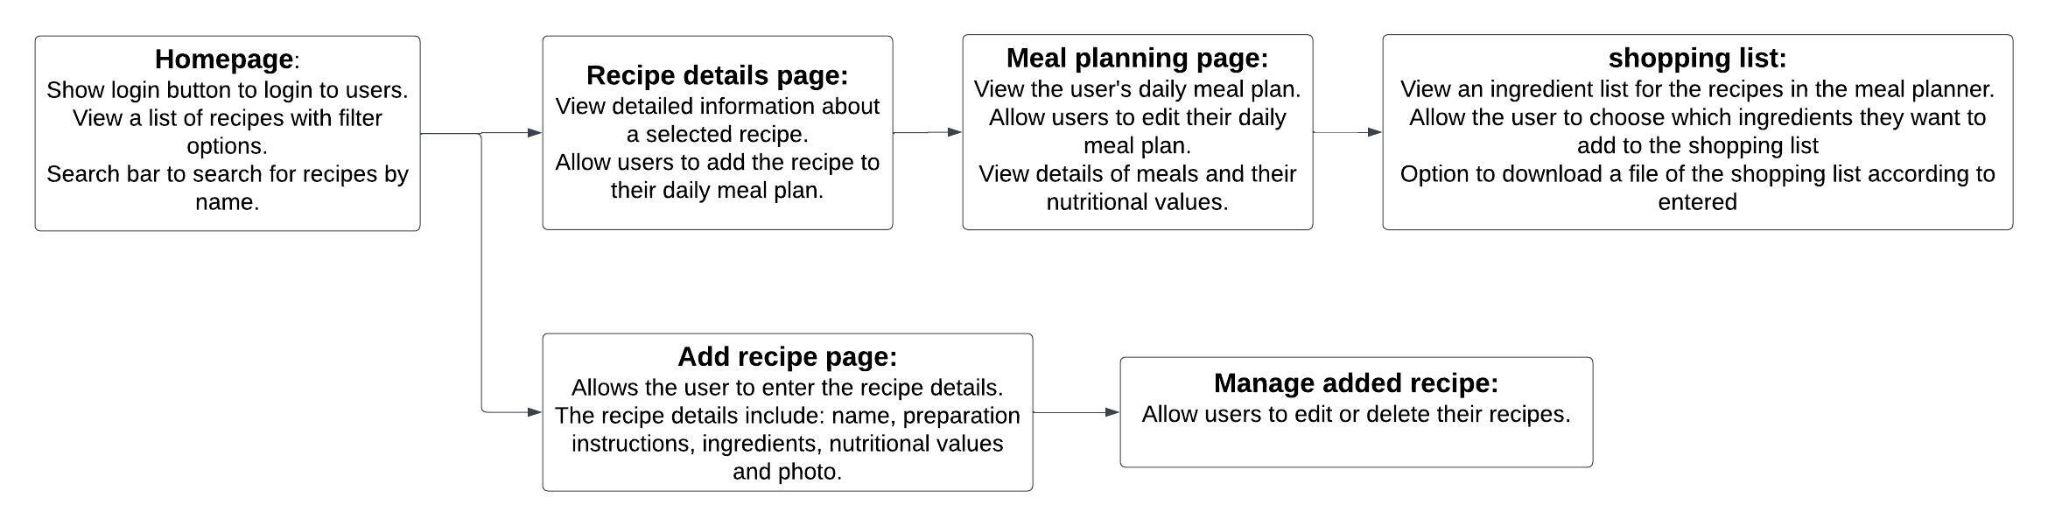 Homepage:
Show login button to login to users.
View a list of recipes with filter
options.
Search bar to search for recipes by
name.
Recipe details page:
View detailed information about
a selected recipe.
Allow users to add the recipe to
their daily meal plan.
Meal planning page:
View the user's daily meal plan.
Allow users to edit their daily
meal plan.
View details of meals and their
nutritional values.
shopping list:
View an ingredient list for the recipes in the meal planner.
Allow the user to choose which ingredients they want to
add to the shopping list
Option to download a file of the shopping list according to
entered
Add recipe page:
Allows the user to enter the recipe details.
The recipe details include: name, preparation
instructions, ingredients, nutritional values
and photo.
Manage added recipe:
Allow users to edit or delete their recipes.